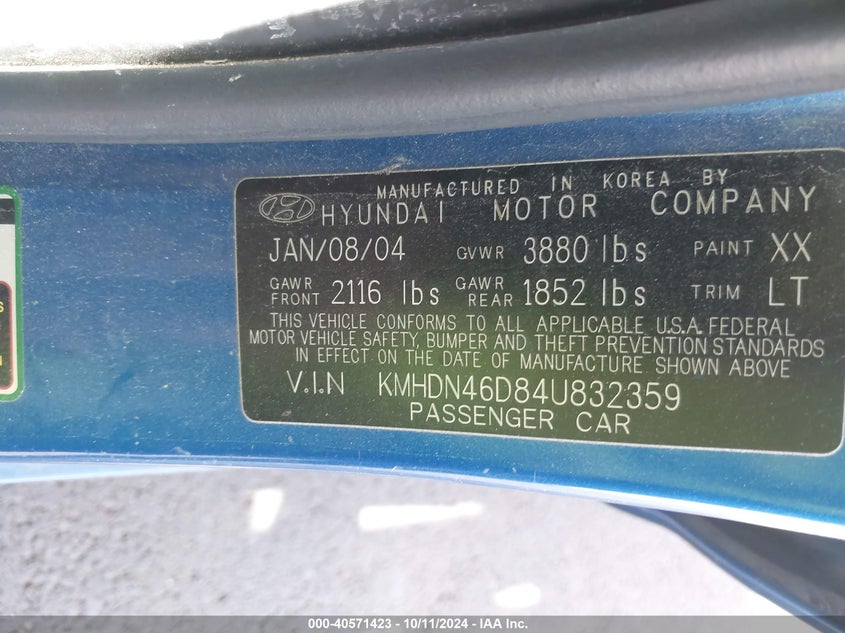 MANUFACTURED IN KOREA BY
HYUNDAI MOTOR COMPANY
JAN/08/04 GVWR 3880 lbs PAINT XX
GAWR FRONT 2116 lbs GAWR REAR 1852 lbs TRIM LT
THIS VEHICLE CONFORMS TO ALL APPLICABLE U.S.A. FEDERAL
MOTOR VEHICLE SAFETY, BUMPER AND THEFT PREVENTION STANDARDS
IN EFFECT ON THE DATE OF MANUFACTURE SHOWN ABOVE
V.I.N KMHDN46D84U832359
PASSENGER CAR
000-40571423 - 10/11/2024 - IAA Inc.